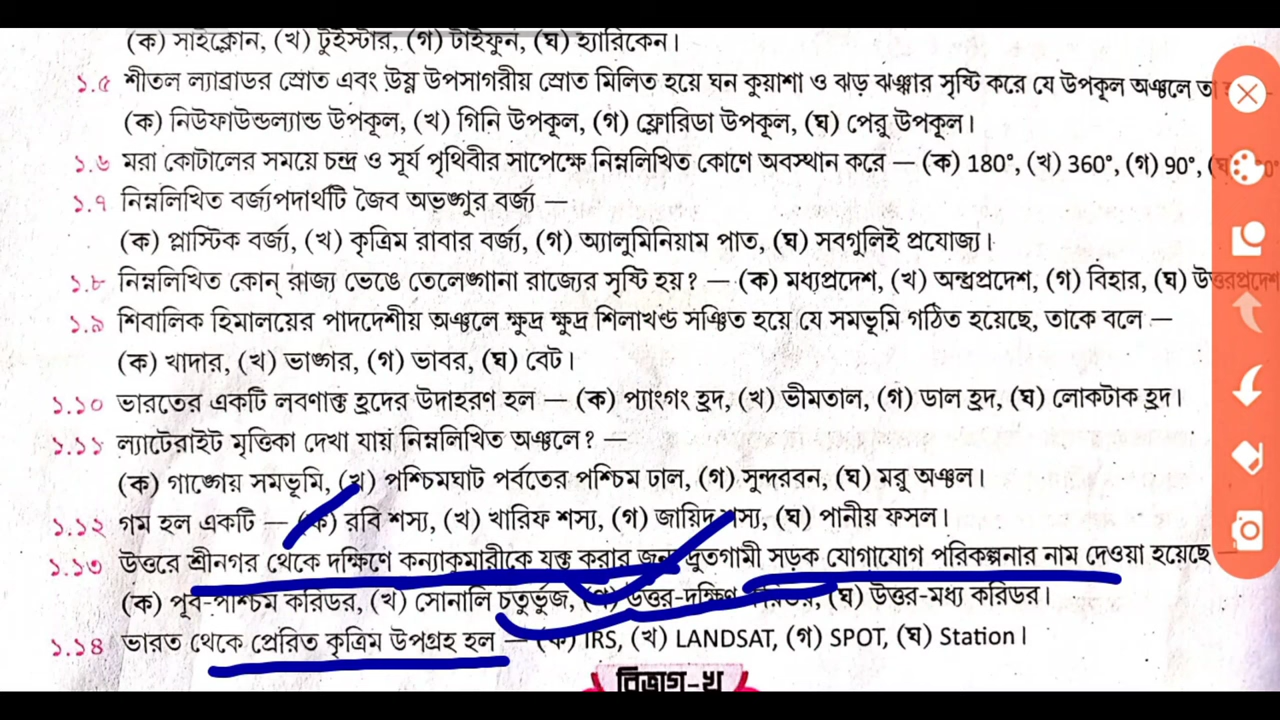 (ক) সাইক্লোন, (খ) টুইস্টার, (গ) টাইফুন, (ঘ) হ্যারিকেন।
১.৫ শীতল ল্যাব্রাডর স্রোত এবং উষ্ণ উপসাগরীয় স্রোত মিলিত হয়ে ঘন কুয়াশা ও ঝড় ঝঞ্ঝার সৃষ্টি করে যে উপকূল অঞ্চলে
(ক) নিউফাউন্ডল্যান্ড উপকূল, (খ) গিনি উপকূল, (গ) ফ্লোরিডা উপকূল, (ঘ) পেরু উপকূল।
১.৬ মরা কোটালের সময়ে চন্দ্র ও সূর্য পৃথিবীর সাপেক্ষে নিম্নলিখিত কোণে অবস্থান করে — (ক) 180°, (খ) 360°, (গ) 90°,
১.৭ নিম্নলিখিত বর্জ্যপদার্থটি জৈব অভঙ্গুর বর্জ্য —
(ক) প্লাস্টিক বর্জ্য, (খ) কৃত্রিম রাবার বর্জ্য, (গ) অ্যালুমিনিয়াম পাত, (ঘ) সবগুলিই প্রযোজ্য।
১.৮ নিম্নলিখিত কোন্ রাজ্য ভেঙে তেলেঙ্গানা রাজ্যের সৃষ্টি হয়? — (ক) মধ্যপ্রদেশ, (খ) অন্ধ্রপ্রদেশ, (গ) বিহার, (ঘ) উত্তরপ্রদেশ
১.৯ শিবালিক হিমালয়ের পাদদেশীয় অঞ্চলে ক্ষুদ্র ক্ষুদ্র শিলাখণ্ড সঞ্চিত হয়ে যে সমভূমি গঠিত হয়েছে, তাকে বলে —
(ক) খাদার, (খ) ভাঙ্গার, (গ) ভাবর, (ঘ) বেট।
১.১০ ভারতের একটি লবণাক্ত হ্রদের উদাহরণ হল — (ক) প্যাংগং হ্রদ, (খ) ভীমতাল, (গ) ডাল হ্রদ, (ঘ) লোকটাক হ্রদ।
১.১১ ল্যাটেরাইট মৃত্তিকা দেখা যায় নিম্নলিখিত অঞ্চলে? —
(ক) গাঙ্গেয় সমভূমি, (খ) পশ্চিমঘাট পর্বতের পশ্চিম ঢাল, (গ) সুন্দরবন, (ঘ) মরু অঞ্চল।
১.১২ গম হল একটি — (ক) রবি শস্য, (খ) খারিফ শস্য, (গ) জায়িদ শস্য, (ঘ) পানীয় ফসল।
১.১৩ উত্তরে শ্রীনগর থেকে দক্ষিণে কন্যাকুমারীকে যুক্ত করার জন্য দ্রুতগামী সড়ক যোগাযোগ পরিকল্পনার নাম দেওয়া হয়েছে —
(ক) পূর্ব-পশ্চিম করিডর, (খ) সোনালি চতুর্ভুজ, (গ) উত্তর-দক্ষিণ করিডর, (ঘ) উত্তর-মধ্য করিডর।
১.১৪ ভারত থেকে প্রেরিত কৃত্রিম উপগ্রহ হল — (ক) IRS, (খ) LANDSAT, (গ) SPOT, (ঘ) Station।
বিভাগ-খ